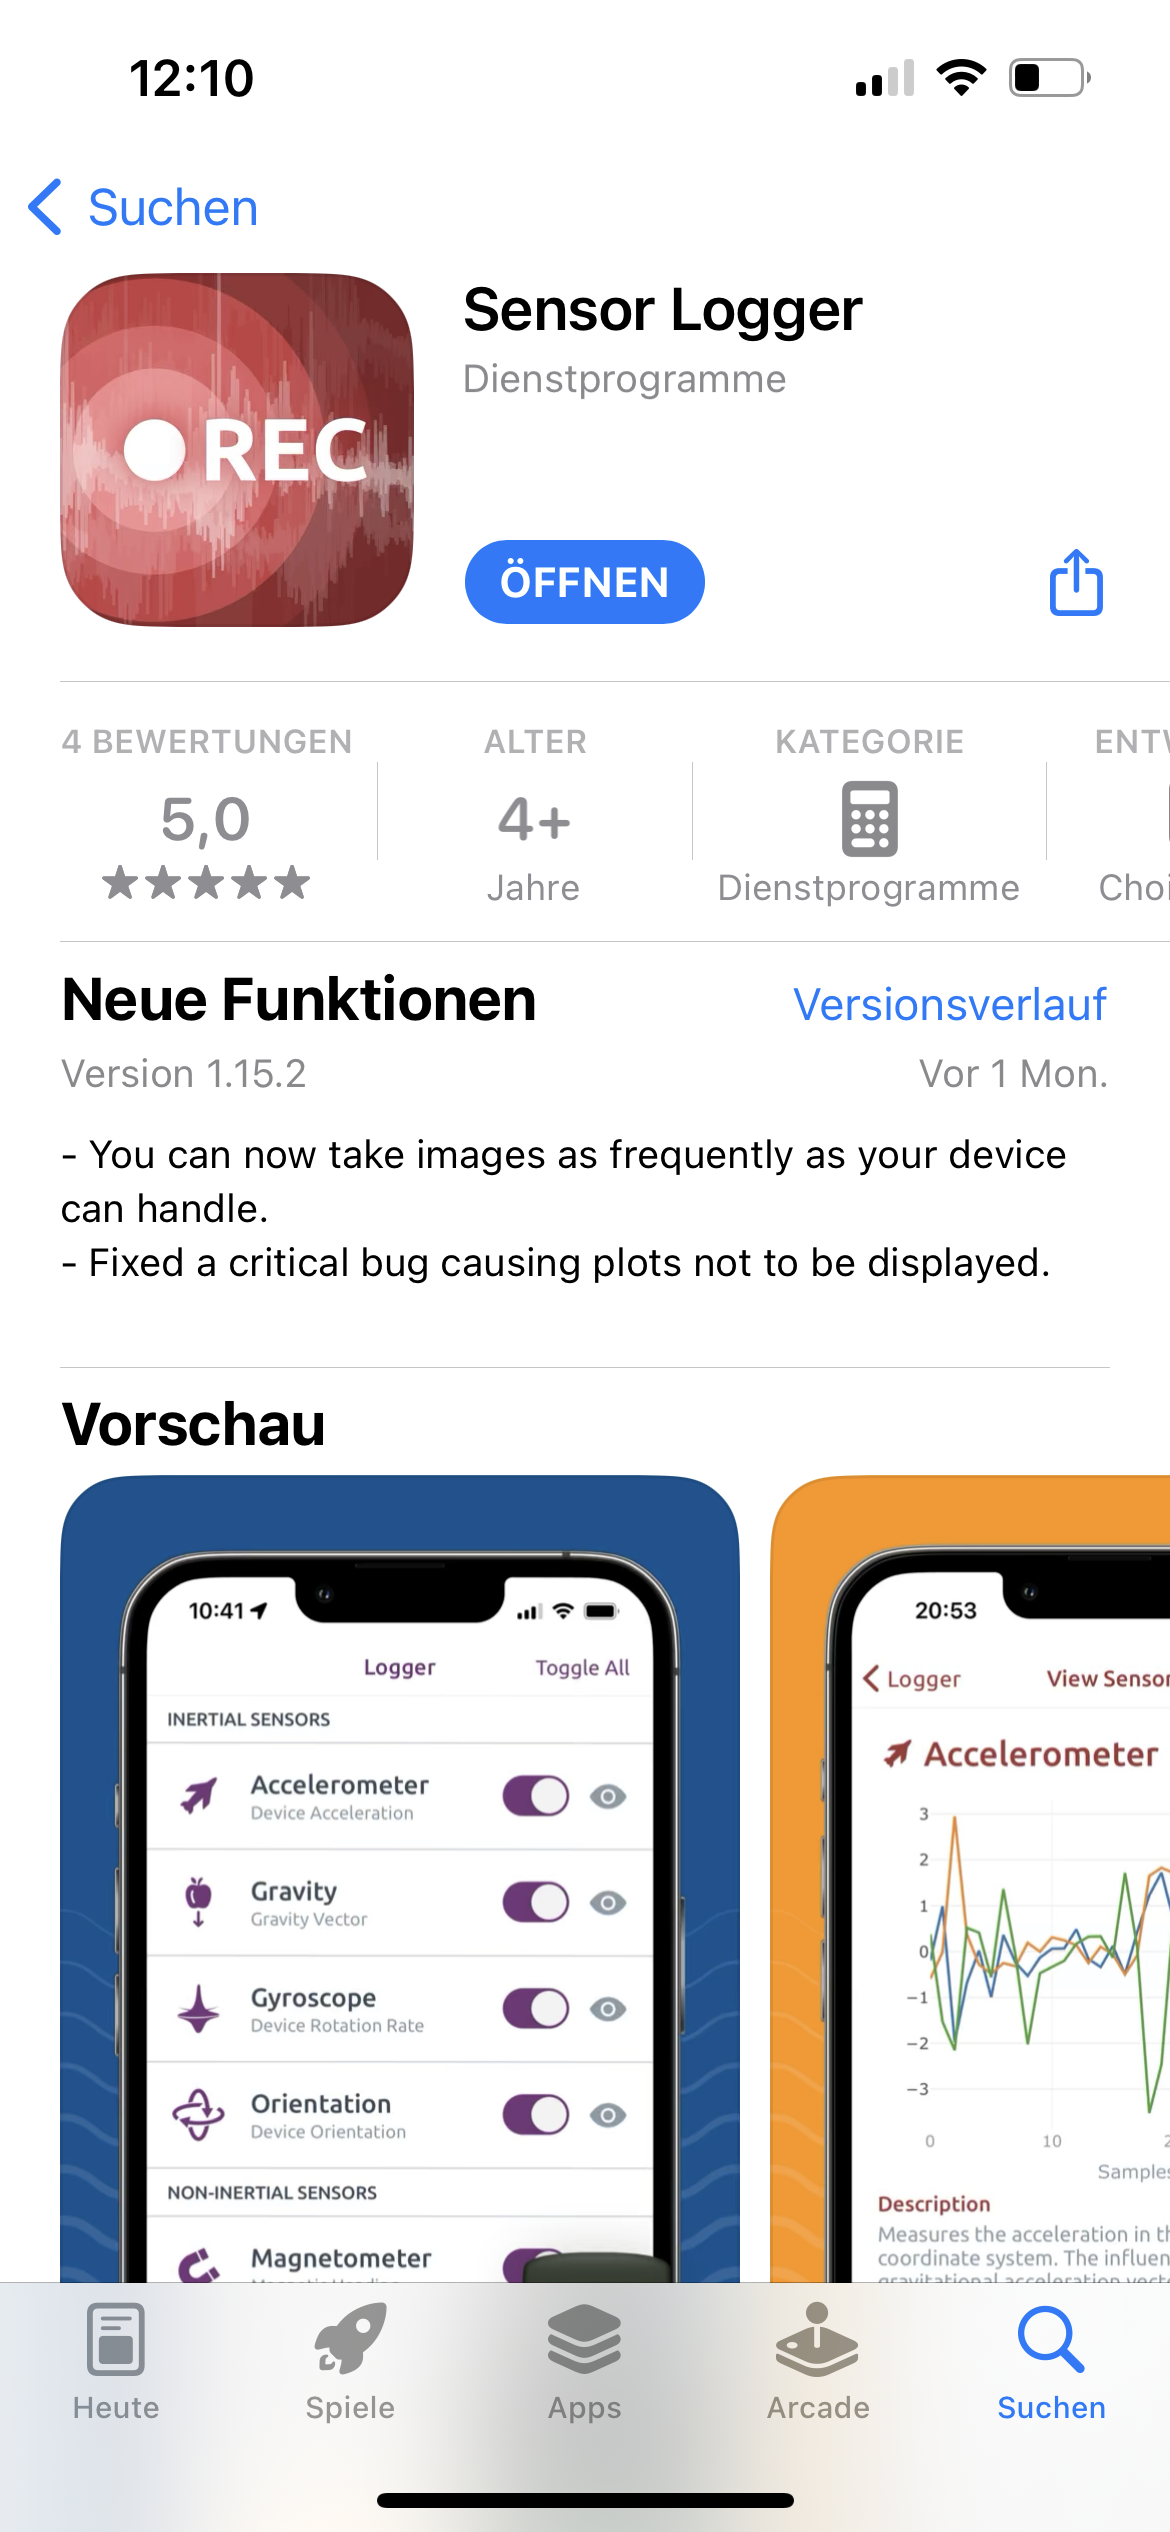 12:10
Suchen
REC
Sensor Logger
Dienstprogramme
ÖFFNEN
4 BEWERTUNGEN
5,0
ALTER
4+
Jahre
KATEGORIE
Dienstprogramme
Neue Funktionen
Versionsverlauf
Version 1.15.2
Vor 1 Mon.
- You can now take images as frequently as your device
can handle.
- Fixed a critical bug causing plots not to be displayed.
Vorschau
10:41
Logger
Toggle All
INERTIAL SENSORS
Accelerometer
Device Acceleration
Gravity
Gravity Vector
Gyroscope
Device Rotation Rate
Orientation
Device Orientation
NON-INERTIAL SENSORS
Magnetometer
20:53
Logger
View Sensor
Accelerometer
3
2
1
0
-1
-2
-3
0
10
Samples
Description
Measures the acceleration in
coordinate system. The
Heute
Spiele
Apps
Arcade
Suchen